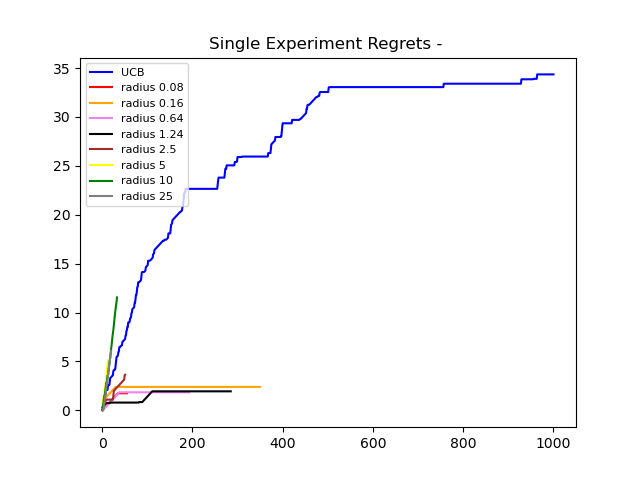 Single Experiment Regrets -
UCB
radius 0.08
radius 0.16
radius 0.64
radius 1.24
radius 2.5
radius 5
radius 10
radius 25
35
30
25
20
15
10
5
0
0 200 400 600 800 1000